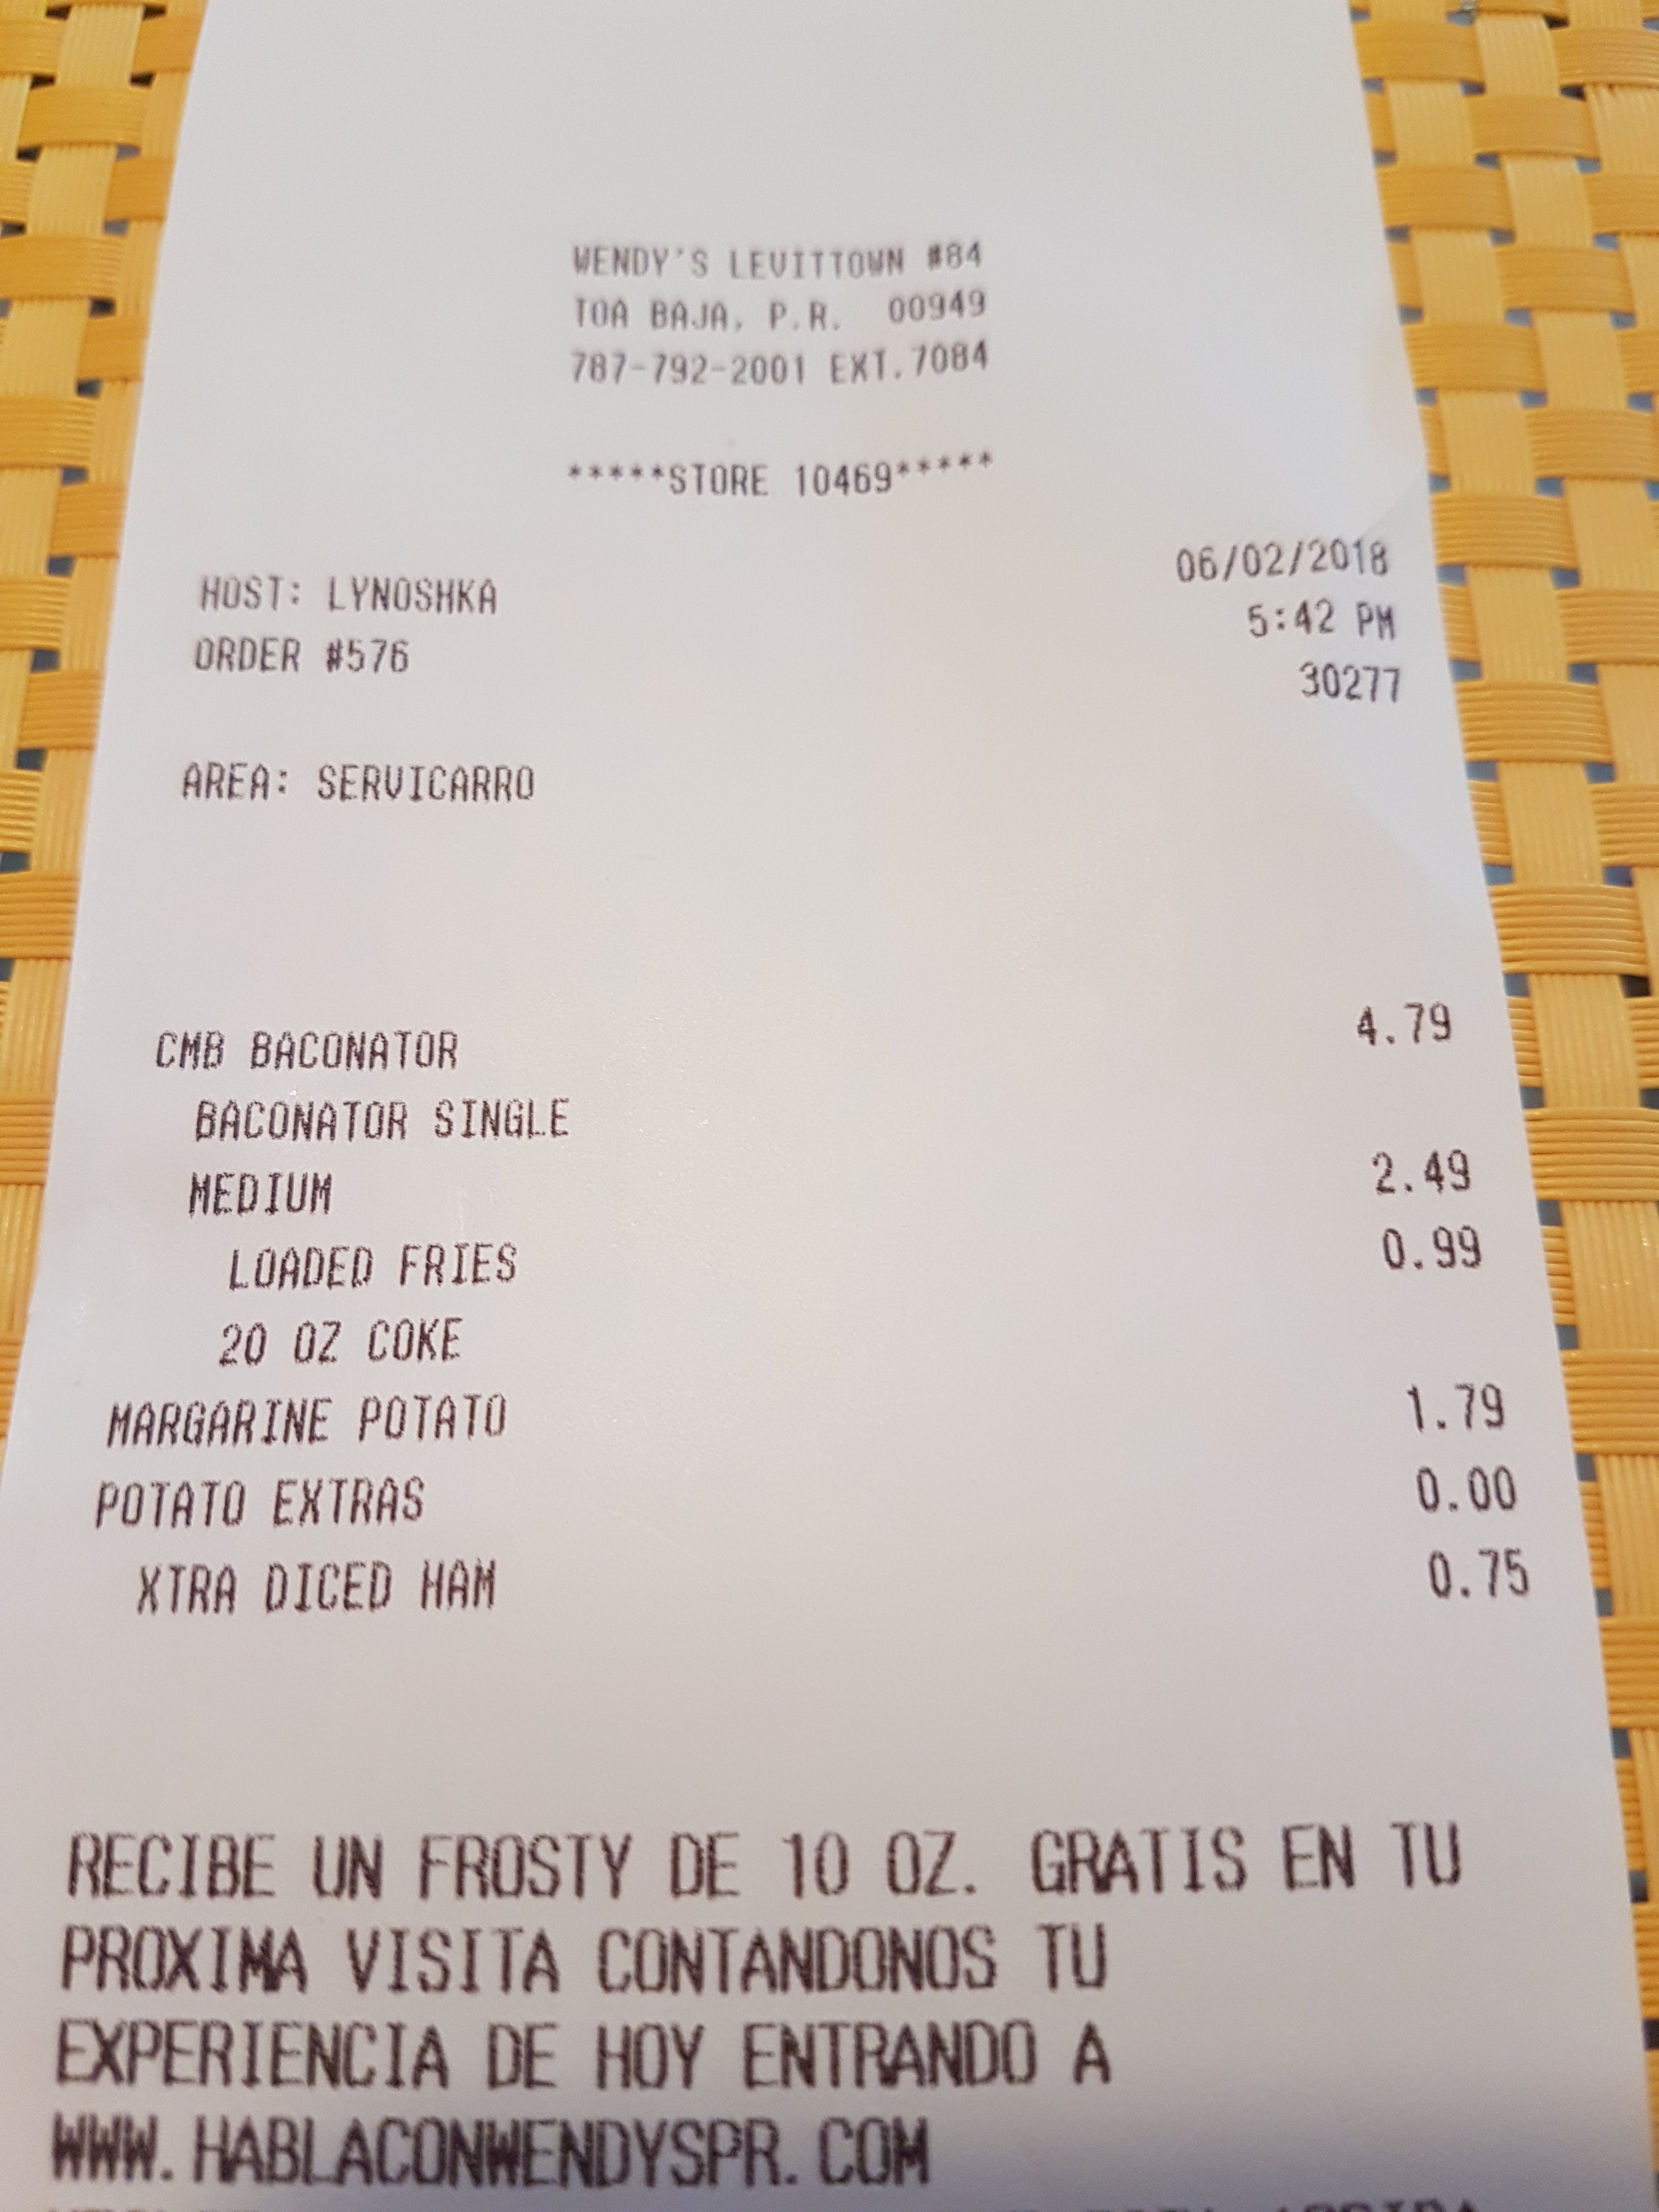 WENDY'S LEVITTOWN #84
TOA BAJA, P.R. 00949
787-792-2001 EXT.7084
*****STORE 10469*****
06/02/2018
HOST: LYNOSHKA 5:42 PM
ORDER #576 30277
AREA: SERVICARRO
CMB BACONATOR 4.79
BACONATOR SINGLE
MEDIUM 2.49
LOADED FRIES 0.99
20 OZ COKE
MARGARINE POTATO 1.79
POTATO EXTRAS 0.00
XTRA DICED HAM 0.75
RECIBE UN FROSTY DE 10 OZ. GRATIS EN TU
PROXIMA VISITA CONTANDONOS TU
EXPERIENCIA DE HOY ENTRANDO A
WWW.HABLACONWENDYSPR.COM